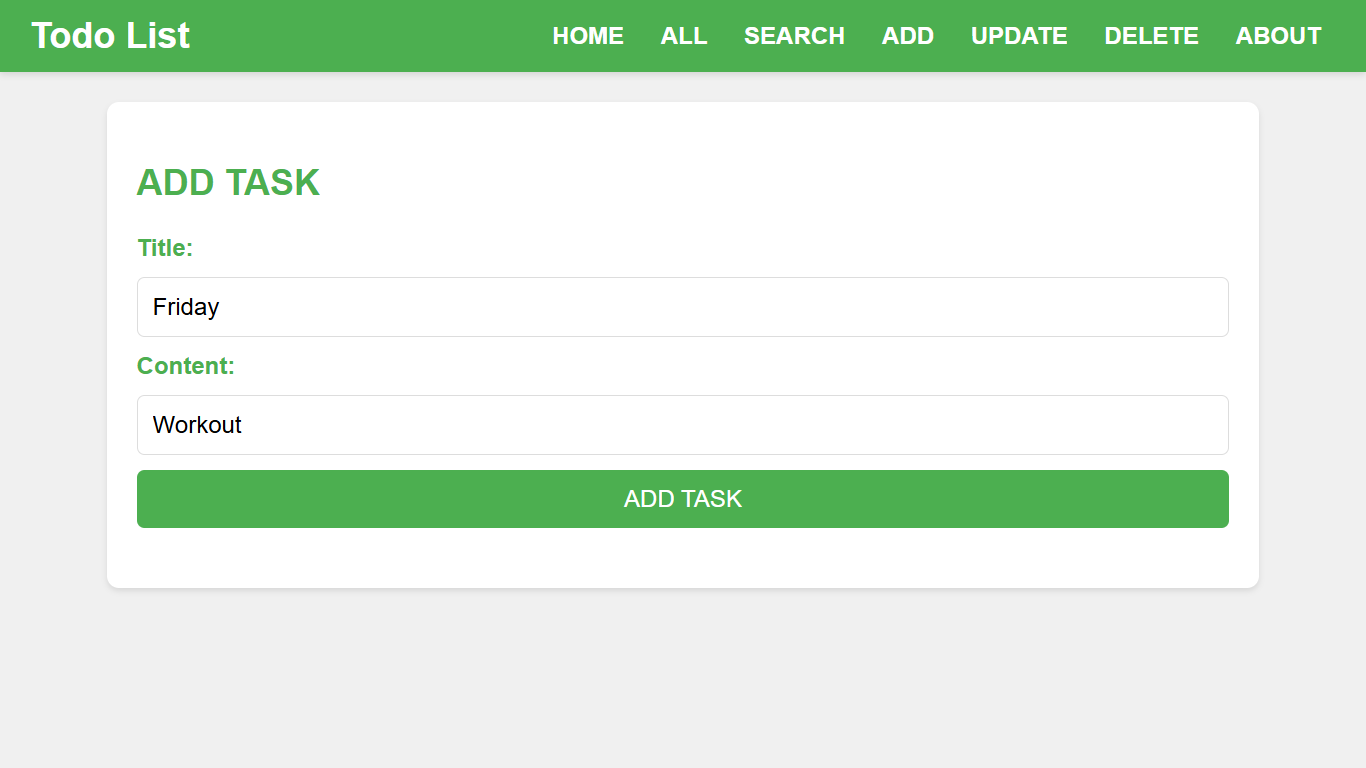 Todo List
HOME ALL SEARCH ADD UPDATE DELETE ABOUT
ADD TASK
Title:
Friday
Content:
Workout
ADD TASK